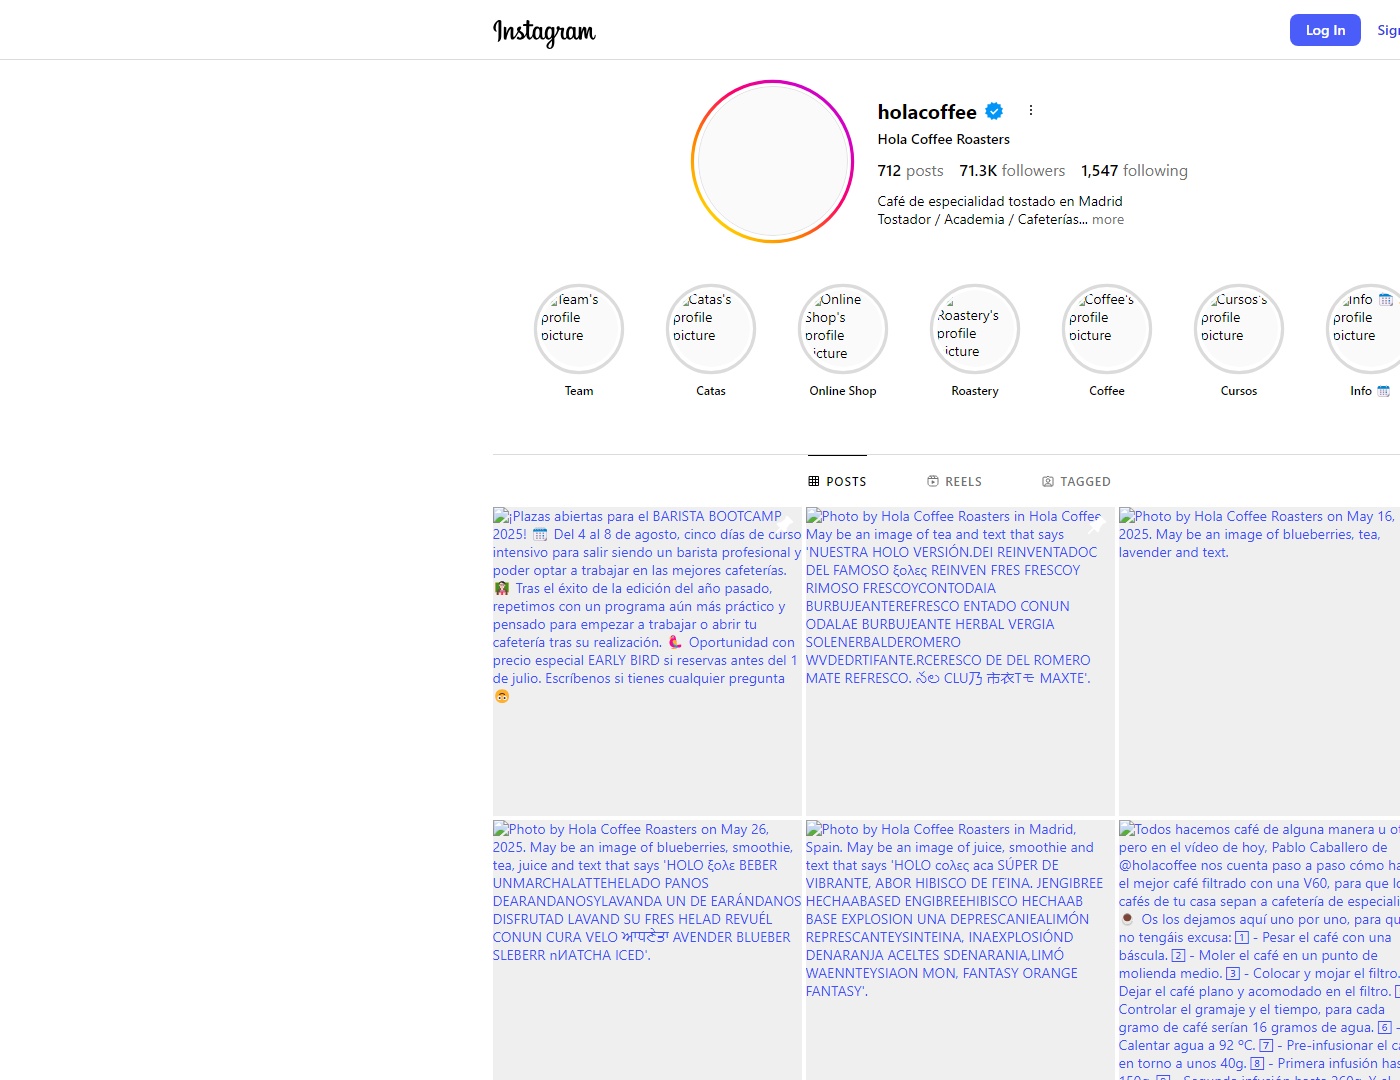 Instagram
Log In
holacoffee
Hola Coffee Roasters
712 posts 71.3K followers 1,547 following
Café de especialidad tostado en Madrid
Tostador / Academia / Cafeterías... more
Team's
profile
picture
Catas's
profile
picture
Online
Shop's
profile
picture
Roastery's
profile
picture
Coffee's
profile
picture
Cursos's
profile
picture
Info 🗓️
profile
picture
Team
Catas
Online Shop
Roastery
Coffee
Cursos
Info 🗓️
POSTS
REELS
TAGGED
¡Plazas abiertas para el BARISTA BOOTCAMP
2025! 🗓️ Del 4 al 8 de agosto, cinco días de curso
intensivo para salir siendo un barista profesional y
poder optar a trabajar en las mejores cafeterías.
👩🏻‍🏫 Tras el éxito de la edición del año pasado,
repetimos con un programa aún más práctico y
pensado para empezar a trabajar o abrir tu
cafetería tras su realización. Oportunidad con
precio especial EARLY BIRD si reservas antes del 1
de julio. Escríbenos si tienes cualquier pregunta
🙃
Photo by Hola Coffee Roasters in Hola Coffee.
May be an image of tea and text that says
'NUESTRA HOLO VERSIÓN.DEI REINVENTADOC
DEL FAMOSO ξολες REINVEN FRES FRESCOY
RIMOSO FRESCOYCONTODAIA
BURBUJEANTEREFRESCO ENTADO CONUN
ODALAE BURBUJEANTE HERBAL VERGIA
SOLENERBALDEROMERO
WVDEDRTIFANTE.RCERESCO DE DEL ROMERO
MATE REFRESCO. CLU乃 市衣Tモ MAXTE'.
Photo by Hola Coffee Roasters on May 16,
2025. May be an image of blueberries, tea,
lavender and text.
Photo by Hola Coffee Roasters on May 26,
2025. May be an image of blueberries, smoothie,
tea, juice and text that says 'HOLO ξολε BEBER
UNMARCHALATTEHELADO PANOS
DEARANDANOSYLAVANDA UN DE EARÁNDANOS
DISFRUTAD LAVAND SU FRES HELAD REVUÉL
CONUN CURA VELO ਆਧਣੇਤਾ AVENDER BLUEBER
SLEBERR nИATCHA ICED'.
Photo by Hola Coffee Roasters in Madrid,
Spain. May be an image of juice, smoothie and
text that says 'HOLO coλες aca SÚPER DE
VIBRANTE, ABOR HIBISCO DE ГЕІNA. JENGIBREE
HECHAABASED ENGIBREEHIBISCO HECHAAB
BASE EXPLOSION UNA DEPRESCANIEALIMÓN
REPRESCANTEYSINTEINA, INAEXPLOSIÓND
DENARANJA ACELTES SDENARANIA,LIMÓ
WAENNTEYSIAON MON, FANTASY ORANGE
FANTASY'.
Todos hacemos café de alguna manera u
pero en el vídeo de hoy, Pablo Caballero de
@holacoffee nos cuenta paso a paso cómo
el mejor café filtrado con una V60, para que
cafés de tu casa sepan a cafetería de
Os los dejamos aquí uno por uno, para
no tengáis excusa: 1️⃣ - Pesar el café con una
báscula. 2️⃣ - Moler el café en un punto de
molienda medio. 3️⃣ - Colocar y mojar el filtro.
Dejar el café plano y acomodado en el filtro.
Controlar el gramaje y el tiempo, para cada
gramo de café serían 16 gramos de agua. 6️⃣ -
Calentar agua a 92 ºC. 7️⃣ - Pre-infusionar el
en torno a unos 40g. 8️⃣ - Primera infusión